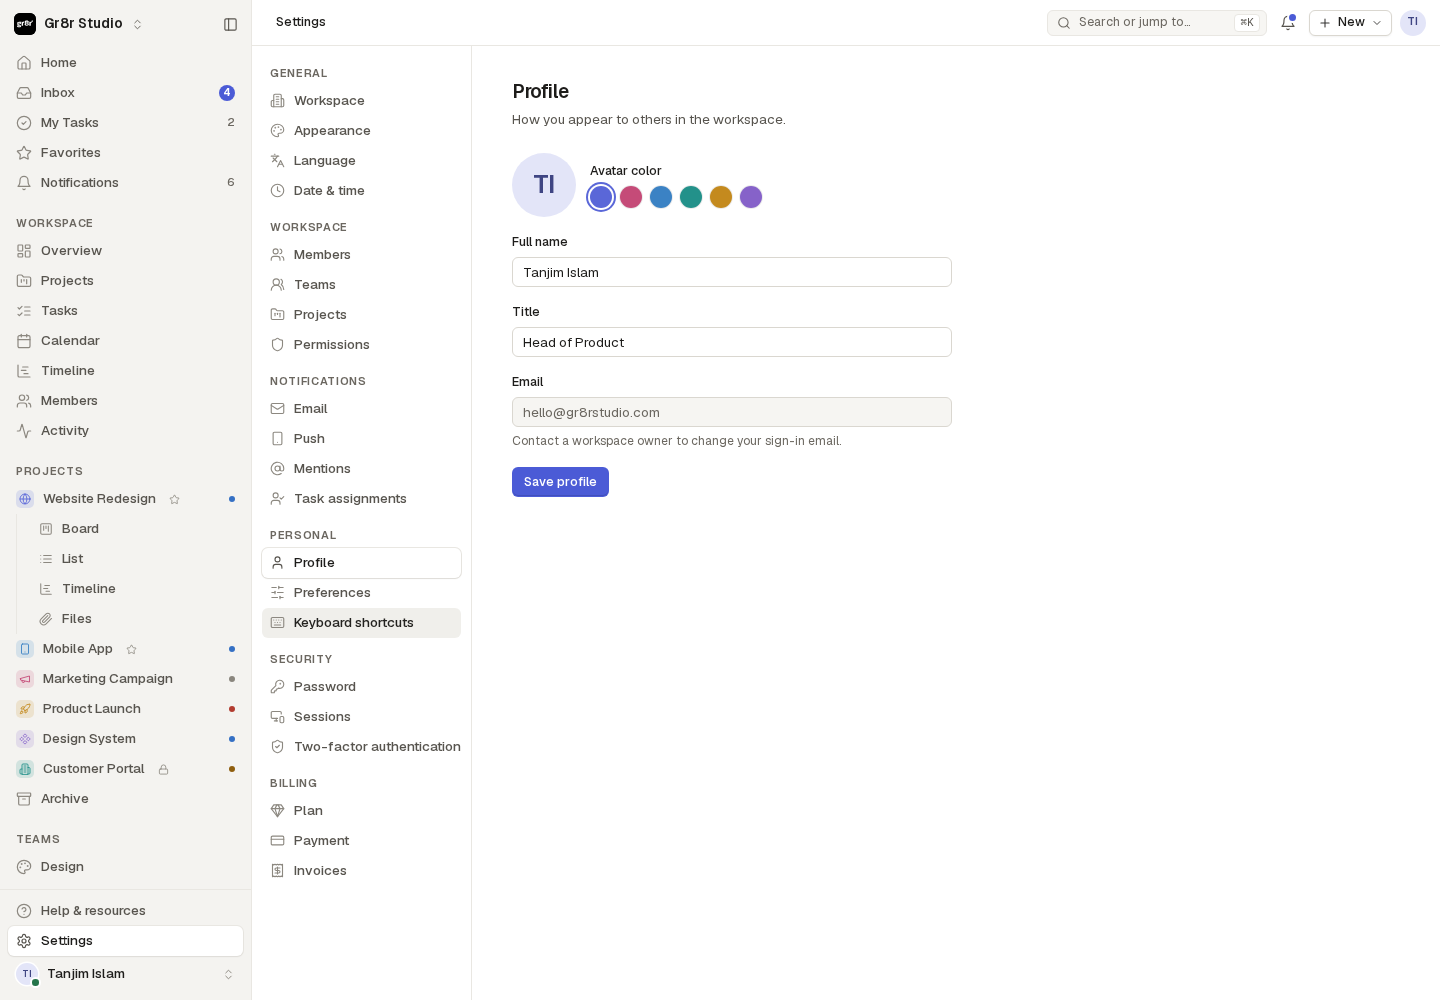 gr8r'
Gr8r Studio
Home
Inbox
4
My Tasks
2
Favorites
Notifications
6
WORKSPACE
Overview
Projects
Tasks
Calendar
Timeline
Members
Activity
PROJECTS
Website Redesign
Board
List
Timeline
Files
Mobile App
Marketing Campaign
Product Launch
Design System
Customer Portal
Archive
TEAMS
Design
Help & resources
Settings
TI
Tanjim Islam
Settings
Search or jump to...
⌘K
New
TI
GENERAL
Workspace
Appearance
Language
Date & time
WORKSPACE
Members
Teams
Projects
Permissions
NOTIFICATIONS
Email
Push
Mentions
Task assignments
PERSONAL
Profile
Preferences
Keyboard shortcuts
SECURITY
Password
Sessions
Two-factor authentication
BILLING
Plan
Payment
Invoices
Profile
How you appear to others in the workspace.
TI
Avatar color
Full name
Tanjim Islam
Title
Head of Product
Email
hello@gr8rstudio.com
Contact a workspace owner to change your sign-in email.
Save profile